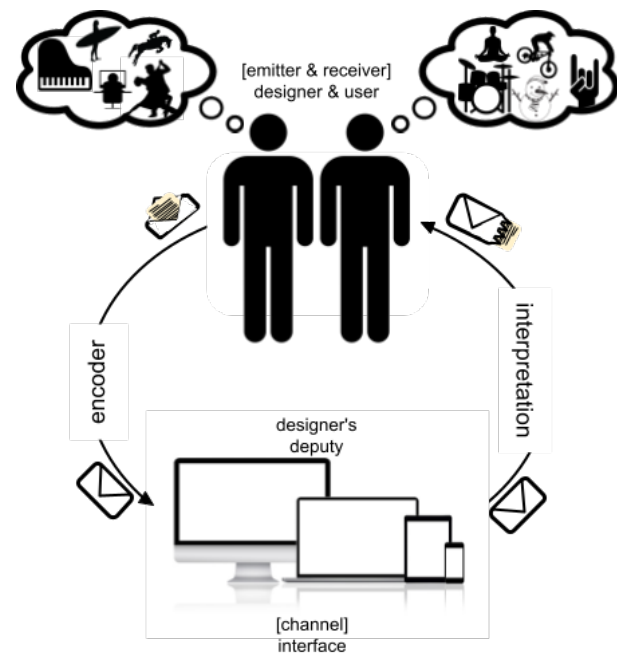 [emitter & receiver]
designer & user
encoder
interpretation
designer's
deputy
[channel]
interface